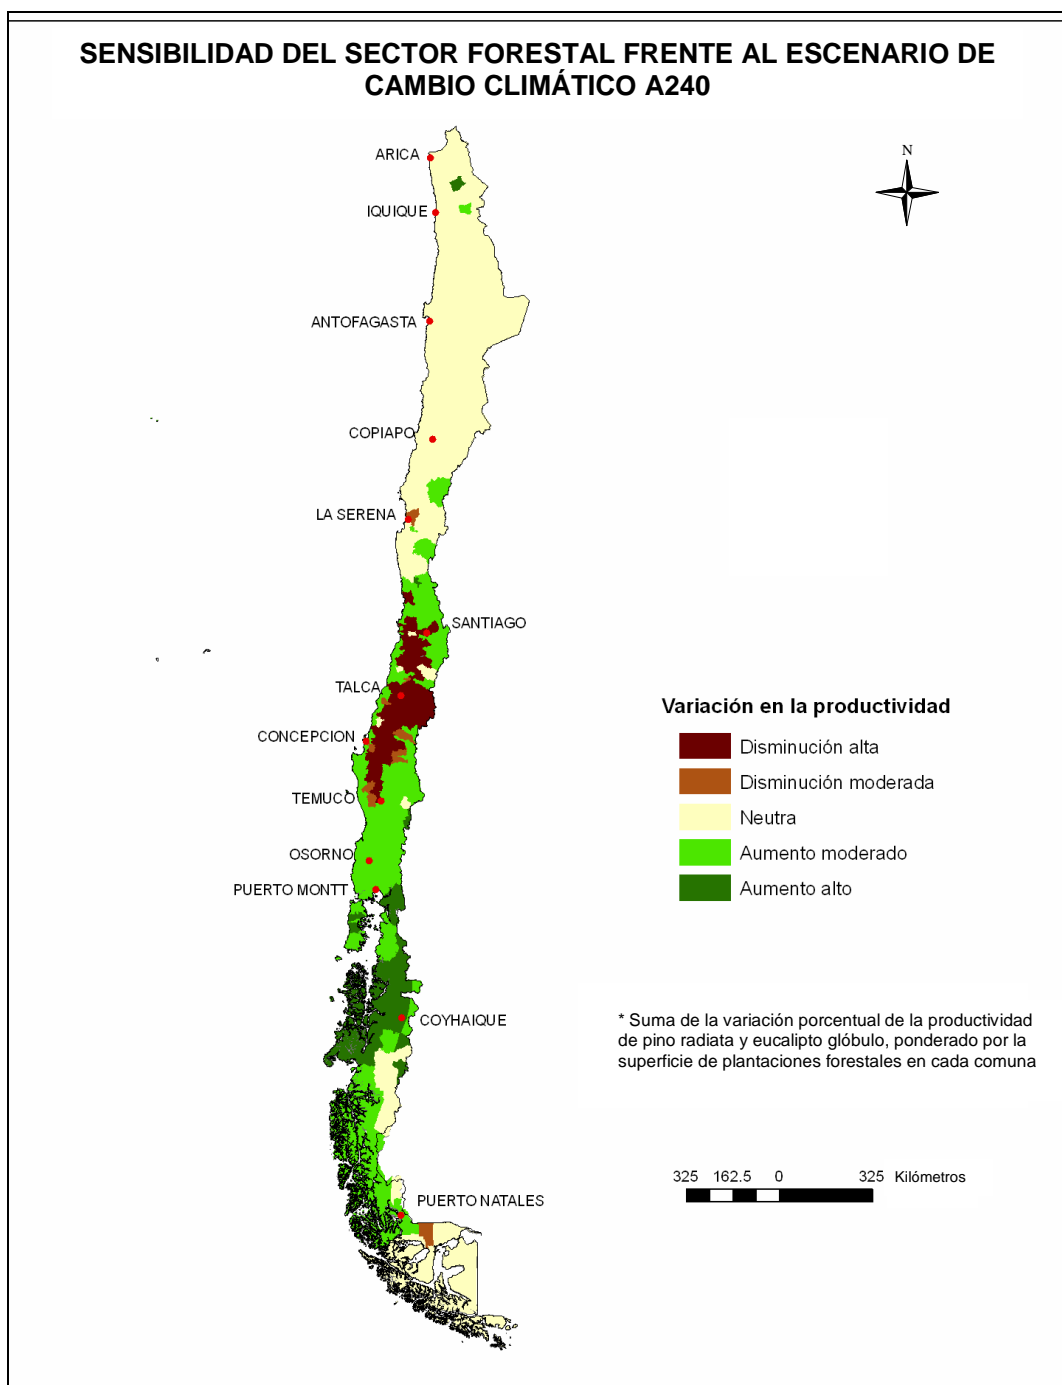 SENSIBILIDAD DEL SECTOR FORESTAL FRENTE AL ESCENARIO DE
CAMBIO CLIMÁTICO A240
N
ARICA
IQUIQUE
ANTOFAGASTA
COPIAPO
LA SERENA
SANTIAGO
TALCA
CONCEPCION
TEMUCO
OSORNO
PUERTO MONTT
COYHAIQUE
PUERTO NATALES
Variación en la productividad
Disminución alta
Disminución moderada
Neutra
Aumento moderado
Aumento alto
* Suma de la variación porcentual de la productividad
de pino radiata y eucalipto glóbulo, ponderado por la
superficie de plantaciones forestales en cada comuna
325 162.5 0 325 Kilómetros